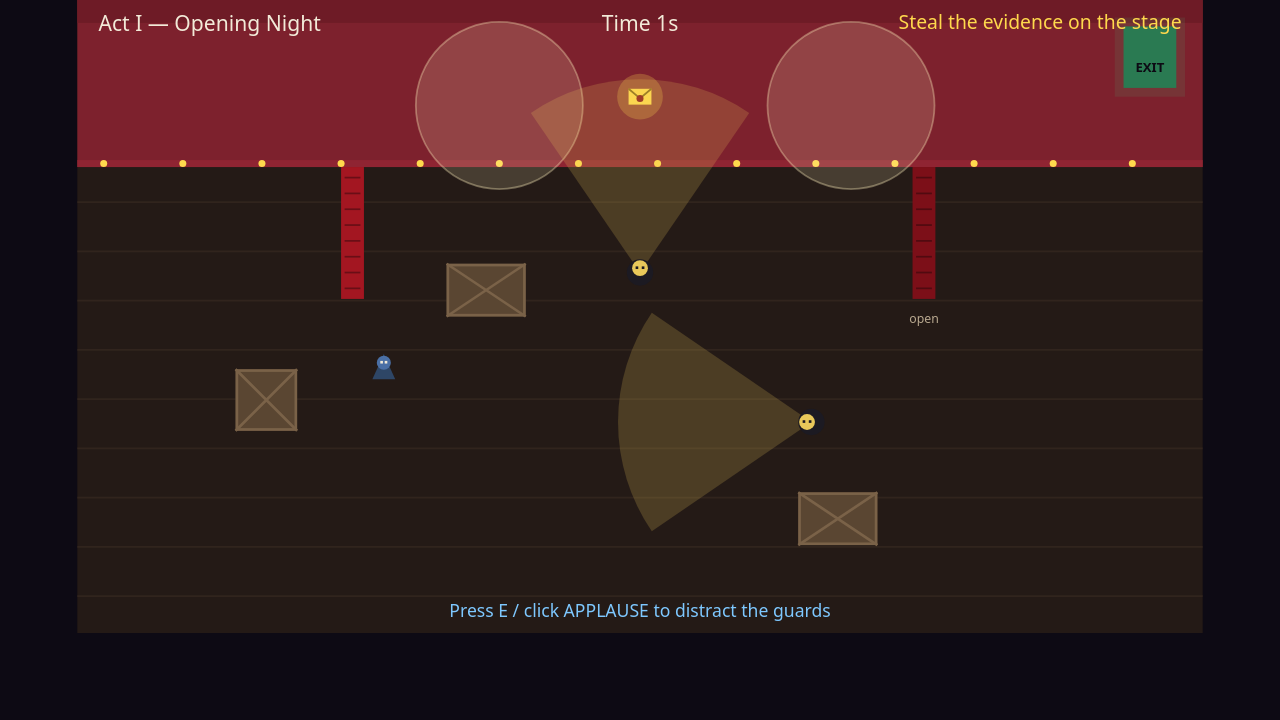 Act I — Opening Night
Time 1s
Steal the evidence on the stage
EXIT
open
Press E / click APPLAUSE to distract the guards